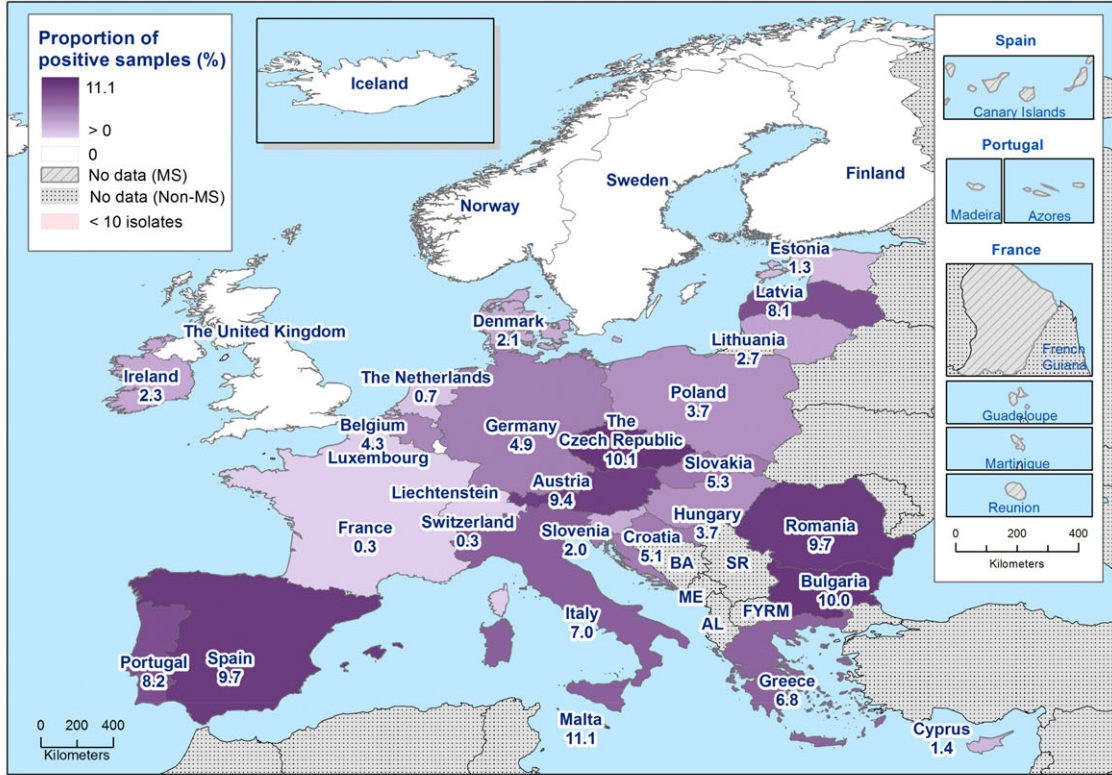 Proportion of
positive samples (%)
11.1
> 0
0
No data (MS)
No data (Non-MS)
< 10 isolates
Iceland
Norway
Sweden
Finland
Estonia
1.3
Latvia
8.1
Lithuania
2.7
Denmark
2.1
The United Kingdom
Ireland
2.3
The Netherlands
0.7
Belgium
4.3
Luxembourg
Germany
4.9
Poland
3.7
The
Czech Republic
10.1
Slovakia
5.3
Austria
9.4
Liechtenstein
Switzerland
0.3
France
0.3
Slovenia
2.0
Hungary
3.7
Croatia
5.1
Romania
9.7
BA
SR
Bulgaria
10.0
ME
FYRM
AL
Italy
7.0
Portugal
8.2
Spain
9.7
Greece
6.8
Malta
11.1
Cyprus
1.4
0 200 400
Kilometers
Spain
Canary Islands
Portugal
Madeira
Azores
France
French
Guiana
Guadeloupe
Martinique
Reunion
0 200 400
Kilometers